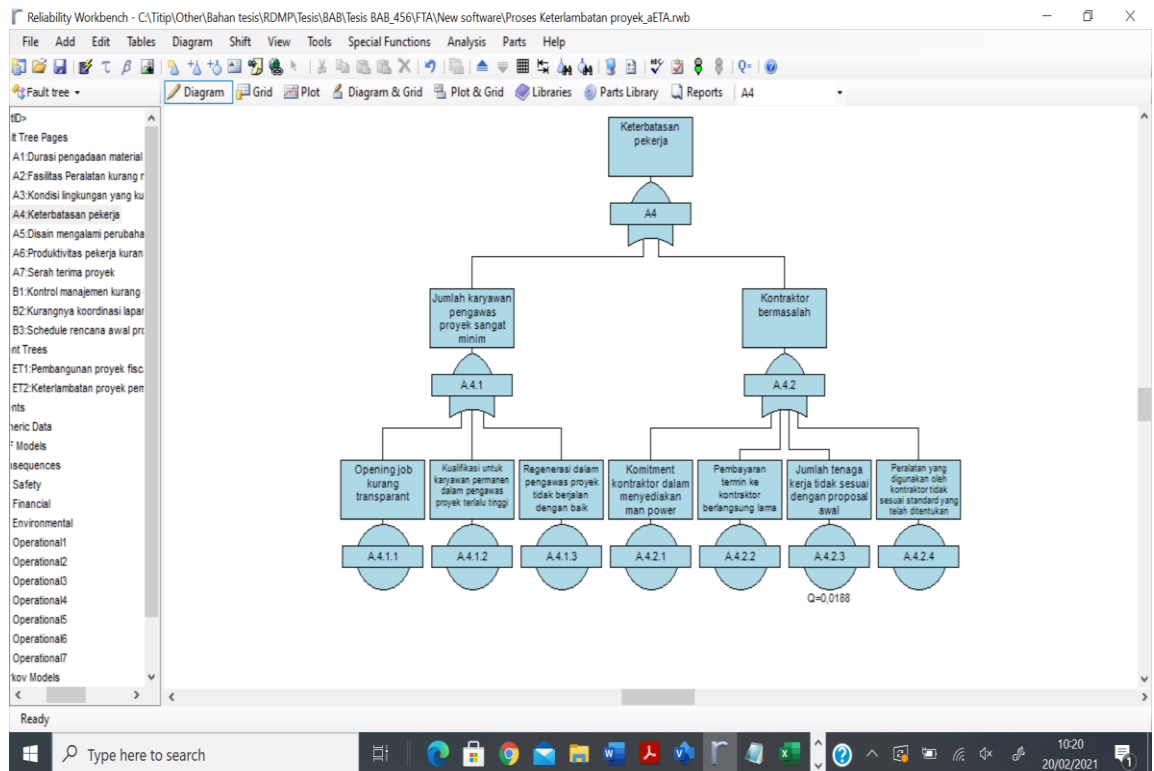 Reliability Workbench - C:\Titip\Other\Bahan tesis\RDMP\Tesis\BAB\Tesis BAB_456\FTA\New software\Proses Keterlambatan proyek_aETA.rwb
File Add Edit Tables Diagram Shift View Tools Special Functions Analysis Parts Help
Fault tree
Diagram Grid Plot Diagram & Grid Plot & Grid Libraries Parts Library Reports A4
tID>
lt Tree Pages
A1:Durasi pengadaan material
A2:Fasilitas Peralatan kurang r
A3:Kondisi lingkungan yang ku
A4:Keterbatasan pekerja
A5:Disain mengalami perubaha
A6:Produktivitas pekerja kuran
A7:Serah terima proyek
B1:Kontrol manajemen kurang
B2:Kurangnya koordinasi lapar
B3:Schedule rencana awal pro
nt Trees
ET1:Pembangunan proyek fisc
ET2:Keterlambatan proyek pem
nts
neric Data
F Models
nsequences
Safety
Financial
Environmental
Operational1
Operational2
Operational3
Operational4
Operational5
Operational6
Operational7
rkov Models
Keterbatasan
pekerja
A4
Jumlah karyawan
pengawas
proyek sangat
minim
A.4.1
Kontraktor
bermasalah
A.4.2
Opening job
kurang
transparant
A.4.1.1
Kualifikasi untuk
karyawan permanen
dalam pengawas
proyek terlalu tinggi
A.4.1.2
Regenerasi dalam
pengawas proyek
tidak berjalan
dengan baik
A.4.1.3
Komitment
kontraktor dalam
menyediakan
man power
A.4.2.1
Pembayaran
termin ke
kontraktor
berlangsung lama
A.4.2.2
Jumlah tenaga
kerja tidak sesuai
dengan proposal
awal
A.4.2.3
Q=0,0188
Peralatan yang
digunakan oleh
kontraktor tidak
sesuai standard yang
telah ditentukan
A.4.2.4
Ready
Type here to search
10:20
20/02/2021